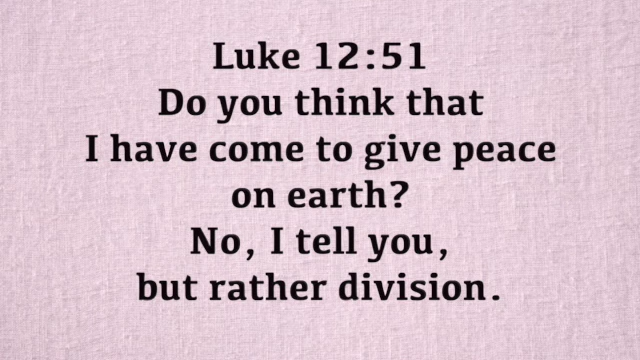 Luke 12:51
Do you think that
I have come to give peace
on earth?
No, I tell you,
but rather division.